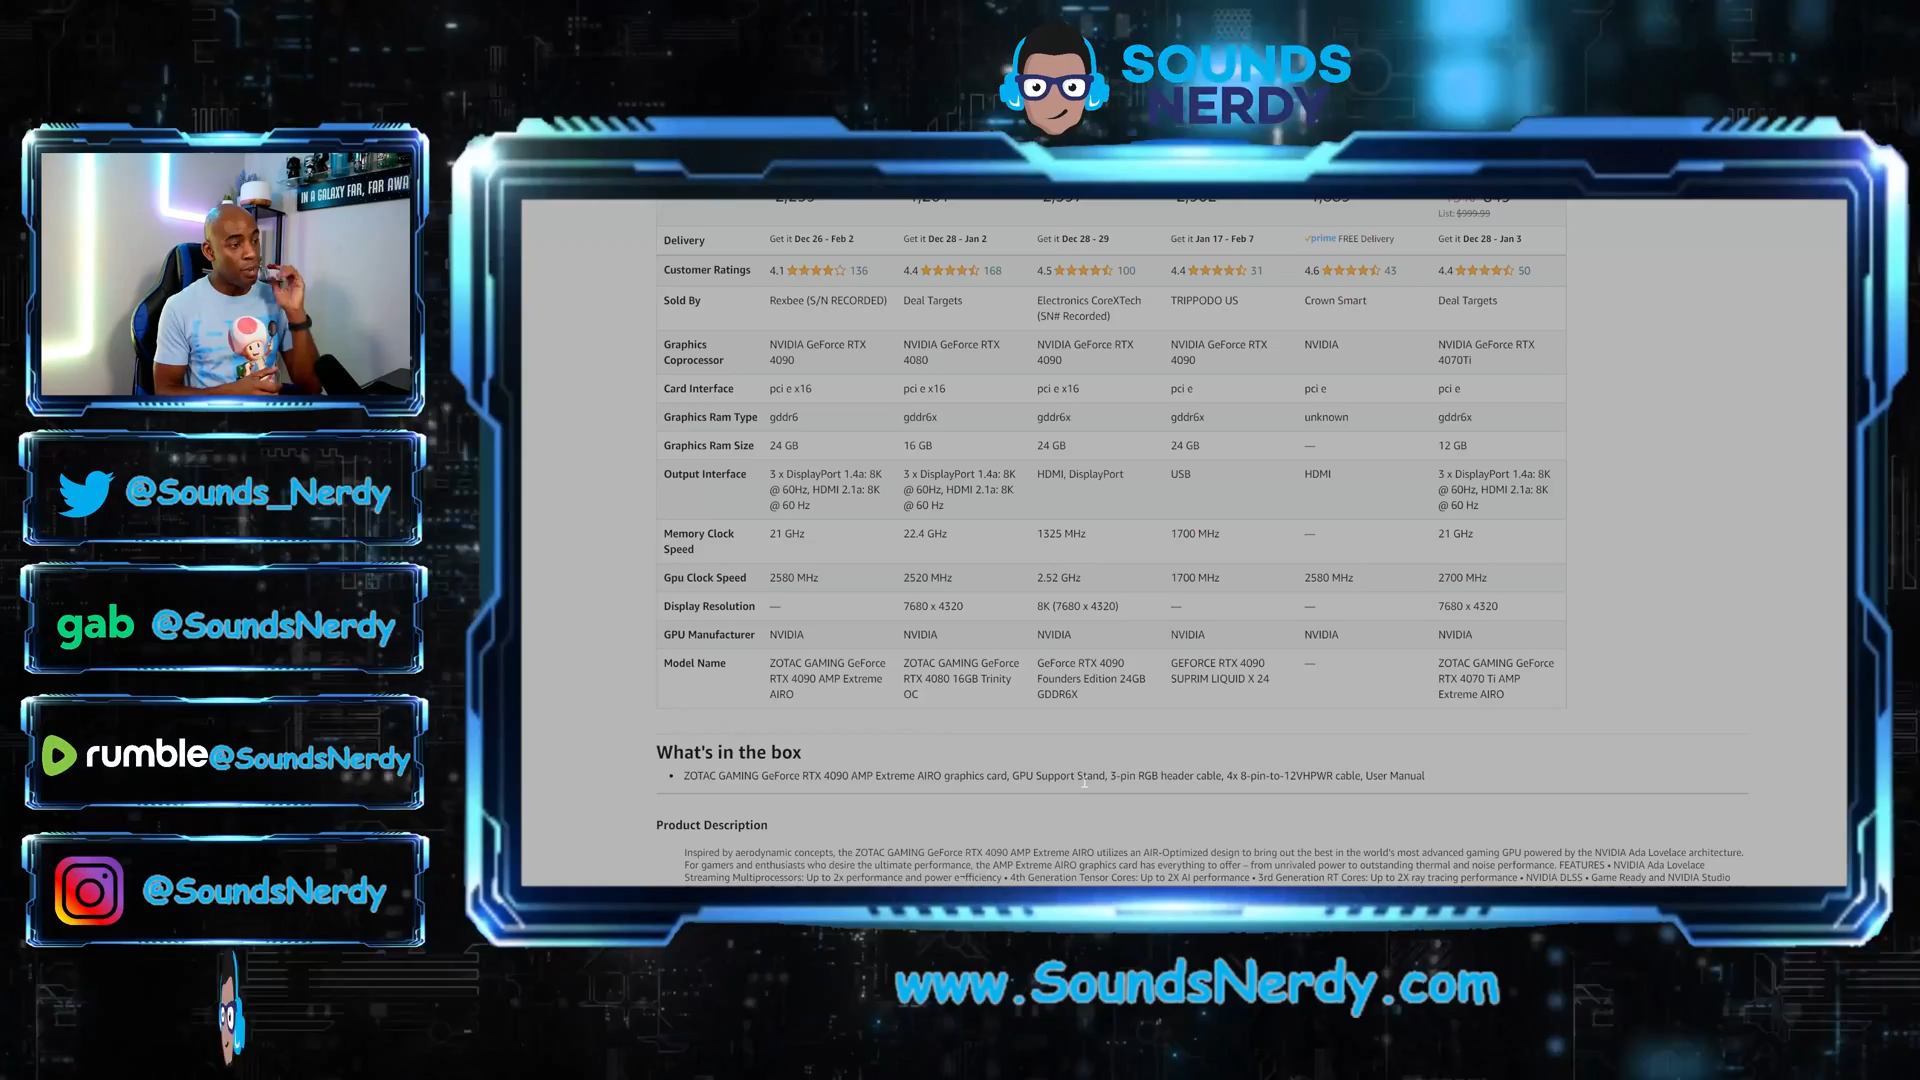 SOUNDS
NERDY
IN A GALAXY FAR, FAR AWA
@Sounds_Nerdy
gab @SoundsNerdy
rumble @SoundsNerdy
@SoundsNerdy
List: $999.99
Delivery Get it Dec 26 - Feb 2 Get it Dec 28 - Jan 2 Get it Dec 28 - 29 Get it Jan 17 - Feb 7 prime FREE Delivery Get it Dec 28 - Jan 3
Customer Ratings 4.1 136 4.4 168 4.5 100 4.4 31 4.6 43 4.4 50
Sold By Rexbee (S/N RECORDED) Deal Targets Electronics CoreXTech TRIPPODO US Crown Smart Deal Targets
(SN# Recorded)
Graphics NVIDIA GeForce RTX NVIDIA GeForce RTX NVIDIA GeForce RTX NVIDIA GeForce RTX NVIDIA NVIDIA GeForce RTX
Coprocessor 4090 4080 4090 4090 4070Ti
Card Interface pci e x16 pci e x16 pci e x16 pci e pci e pci e
Graphics Ram Type gddr6 gddr6x gddr6x gddr6x unknown gddr6x
Graphics Ram Size 24 GB 16 GB 24 GB 24 GB — 12 GB
Output Interface 3 x DisplayPort 1.4a: 8K 3 x DisplayPort 1.4a: 8K HDMI, DisplayPort USB HDMI 3 x DisplayPort 1.4a: 8K
@ 60Hz, HDMI 2.1a: 8K @ 60Hz, HDMI 2.1a: 8K @ 60Hz, HDMI 2.1a: 8K
@ 60 Hz @ 60 Hz @ 60 Hz
Memory Clock 21 GHz 22.4 GHz 1325 MHz 1700 MHz — 21 GHz
Speed
Gpu Clock Speed 2580 MHz 2520 MHz 2.52 GHz 1700 MHz 2580 MHz 2700 MHz
Display Resolution — 7680 x 4320 8K (7680 x 4320) — — 7680 x 4320
GPU Manufacturer NVIDIA NVIDIA NVIDIA NVIDIA NVIDIA NVIDIA
Model Name ZOTAC GAMING GeForce ZOTAC GAMING GeForce GeForce RTX 4090 GEFORCE RTX 4090 — ZOTAC GAMING GeForce
RTX 4090 AMP Extreme RTX 4080 16GB Trinity Founders Edition 24GB SUPRIM LIQUID X 24 RTX 4070 Ti AMP
AIRO OC GDDR6X Extreme AIRO
What's in the box
• ZOTAC GAMING GeForce RTX 4090 AMP Extreme AIRO graphics card, GPU Support Stand, 3-pin RGB header cable, 4x 8-pin-to-12VHPWR cable, User Manual
Product Description
Inspired by aerodynamic concepts, the ZOTAC GAMING GeForce RTX 4090 AMP Extreme AIRO utilizes an AIR-Optimized design to bring out the best in the world's most advanced gaming GPU powered by the NVIDIA Ada Lovelace architecture.
For gamers and enthusiasts who desire the ultimate performance, the AMP Extreme AIRO graphics card has everything to offer – from unrivaled power to outstanding thermal and noise performance. FEATURES • NVIDIA Ada Lovelace
Streaming Multiprocessors: Up to 2x performance and power efficiency • 4th Generation Tensor Cores: Up to 2X AI performance • 3rd Generation RT Cores: Up to 2X ray tracing performance • NVIDIA DLSS • Game Ready and NVIDIA Studio
www.SoundsNerdy.com